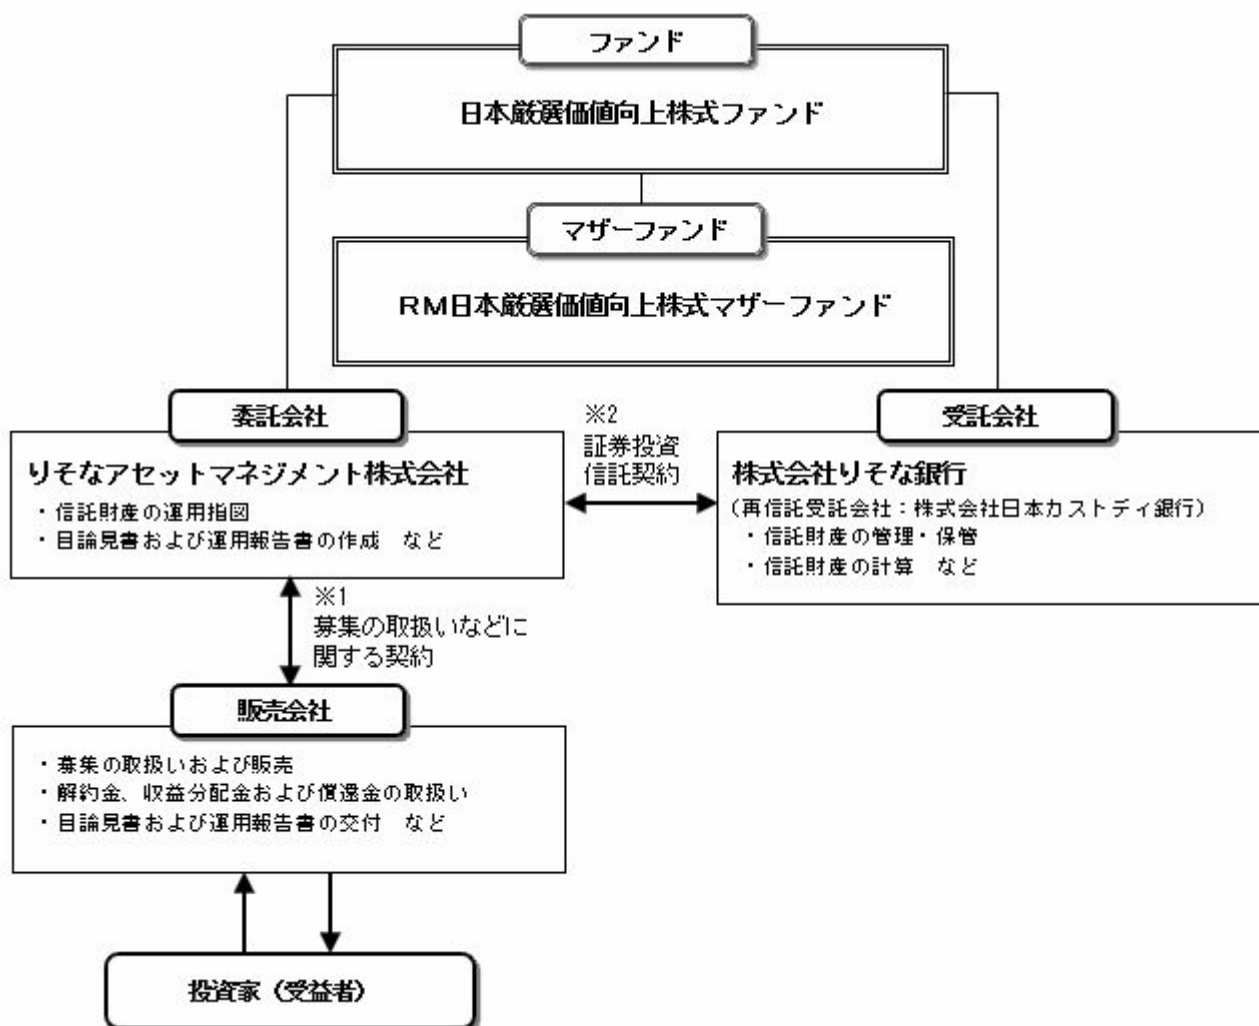 ファンド
日本厳選価値向上株式ファンド
マザーファンド
RM日本厳選価値向上株式マザーファンド
委託会社
りそなアセットマネジメント株式会社
・信託財産の運用指図
・目論見書および運用報告書の作成　など
※2
証券投資
信託契約
受託会社
株式会社りそな銀行
(再信託受託会社：株式会社日本カストディ銀行)
・信託財産の管理・保管
・信託財産の計算　など
※1
募集の取扱いなどに
関する契約
販売会社
・募集の取扱いおよび販売
・解約金、収益分配金および償還金の取扱い
・目論見書および運用報告書の交付　など
投資家（受益者）